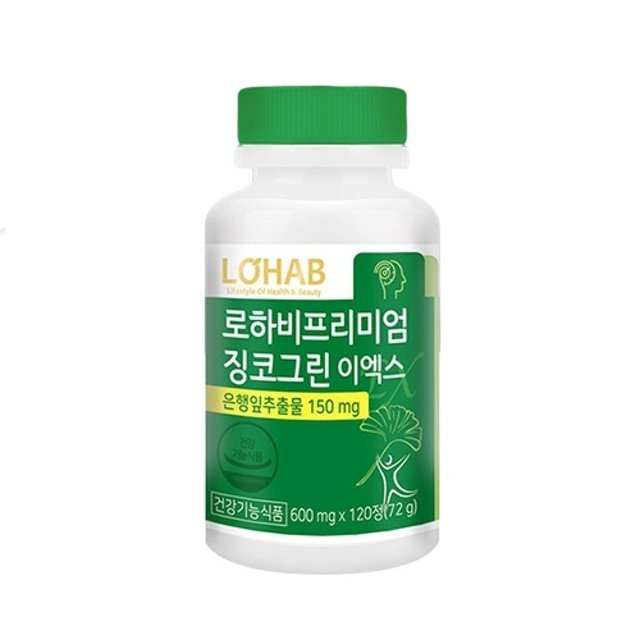 LOHAB
Lifestyle Of Health & Beauty
로하비프리미엄
징코그린 이엑스
EX
은행잎추출물 150 mg
건강
기능식품
건강기능식품 600 mg x 120정(72 g)